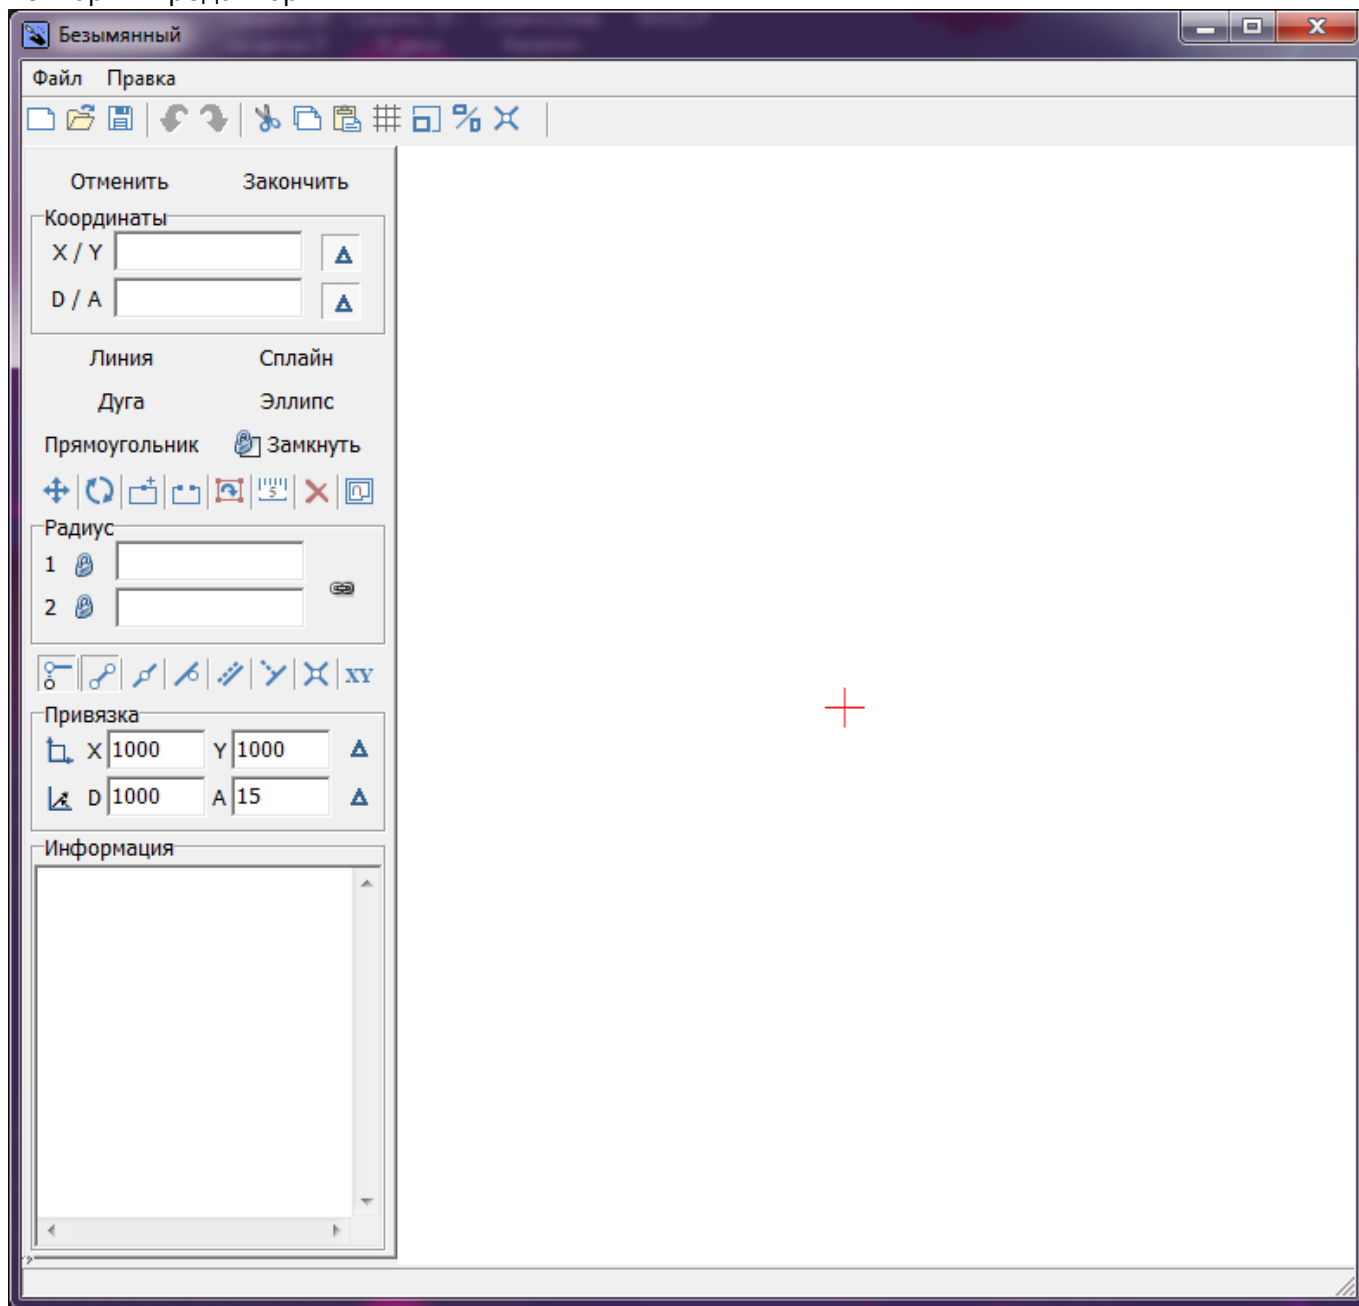 Безымянный
Файл Правка
Отменить Закончить
Координаты
X / Y
D / A
Линия Сплайн
Дуга Эллипс
Прямоугольник Замкнуть
5
Радиус
1
2
XY
Привязка
X 1000 Y 1000
D 1000 A 15
Информация